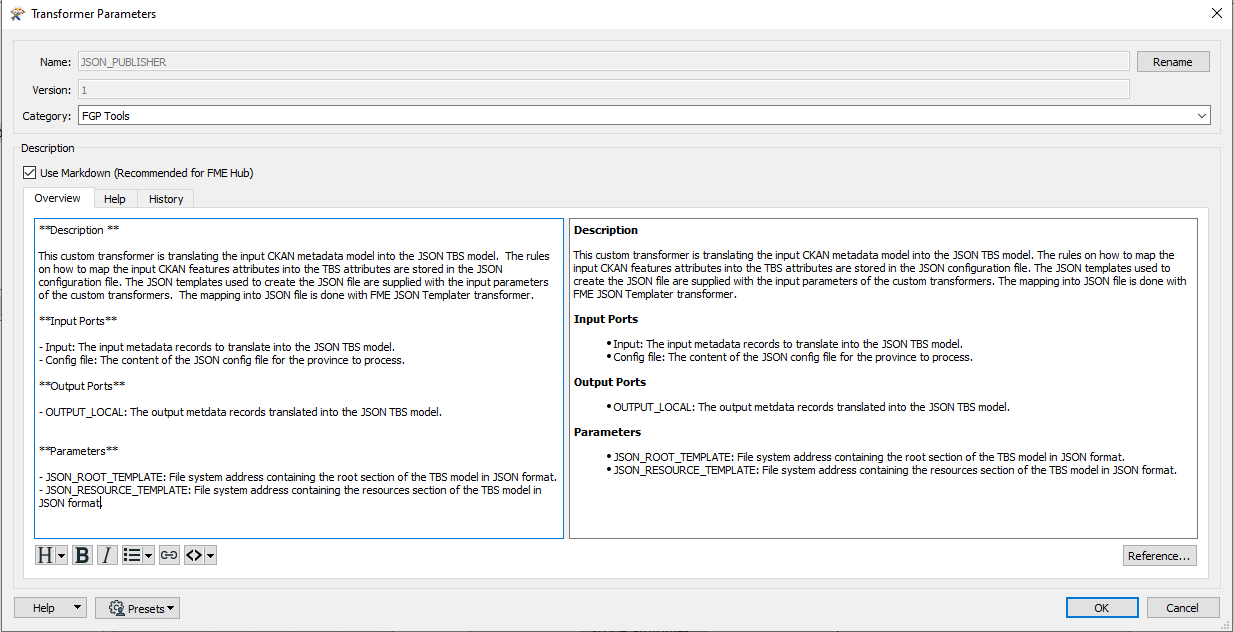 Transformer Parameters
Name: JSON_PUBLISHER Rename
Version: 1
Category: FGP Tools
Description
Use Markdown (Recommended for FME Hub)
Overview Help History
**Description **
This custom transformer is translating the input CKAN metadata model into the JSON TBS model.  The rules
on how to map the input CKAN features attributes into the TBS attributes are stored in the JSON
configuration file. The JSON templates used to create the JSON file are supplied with the input parameters
of the custom transformers.  The mapping into JSON file is done with FME JSON Templater transformer.
**Input Ports**
- Input: The input metadata records to translate into the JSON TBS model.
- Config file: The content of the JSON config file for the province to process.
**Output Ports**
- OUTPUT_LOCAL: The output metdata records translated into the JSON TBS model.
**Parameters**
- JSON_ROOT_TEMPLATE: File system address containing the root section of the TBS model in JSON format.
- JSON_RESOURCE_TEMPLATE: File system address containing the resources section of the TBS model in
JSON format.
Description
This custom transformer is translating the input CKAN metadata model into the JSON TBS model. The rules on how to map the
input CKAN features attributes into the TBS attributes are stored in the JSON configuration file. The JSON templates used to
create the JSON file are supplied with the input parameters of the custom transformers. The mapping into JSON file is done with
FME JSON Templater transformer.
Input Ports
• Input: The input metadata records to translate into the JSON TBS model.
• Config file: The content of the JSON config file for the province to process.
Output Ports
• OUTPUT_LOCAL: The output metdata records translated into the JSON TBS model.
Parameters
• JSON_ROOT_TEMPLATE: File system address containing the root section of the TBS model in JSON format.
• JSON_RESOURCE_TEMPLATE: File system address containing the resources section of the TBS model in JSON format.
H B I <> Reference...
Help Presets OK Cancel